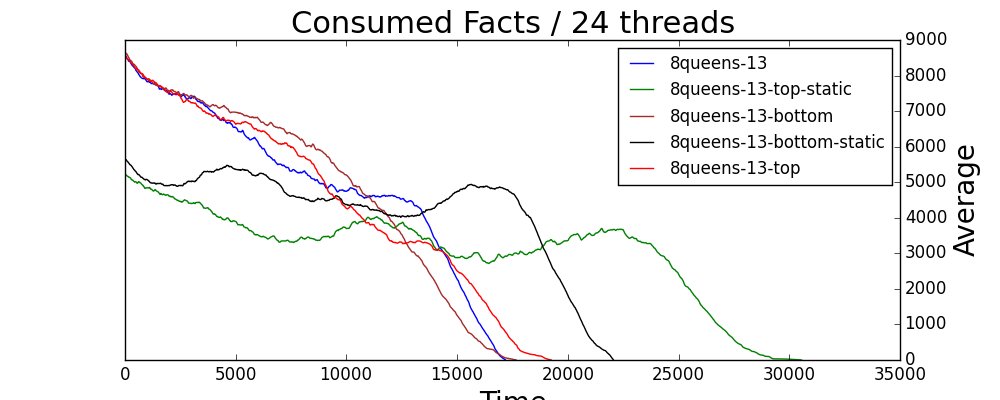 Consumed Facts / 24 threads
8queens-13
8queens-13-top-static
8queens-13-bottom
8queens-13-bottom-static
8queens-13-top
9000
8000
7000
6000
5000
4000
3000
2000
1000
0
Average
0 5000 10000 15000 20000 25000 30000 35000
Time